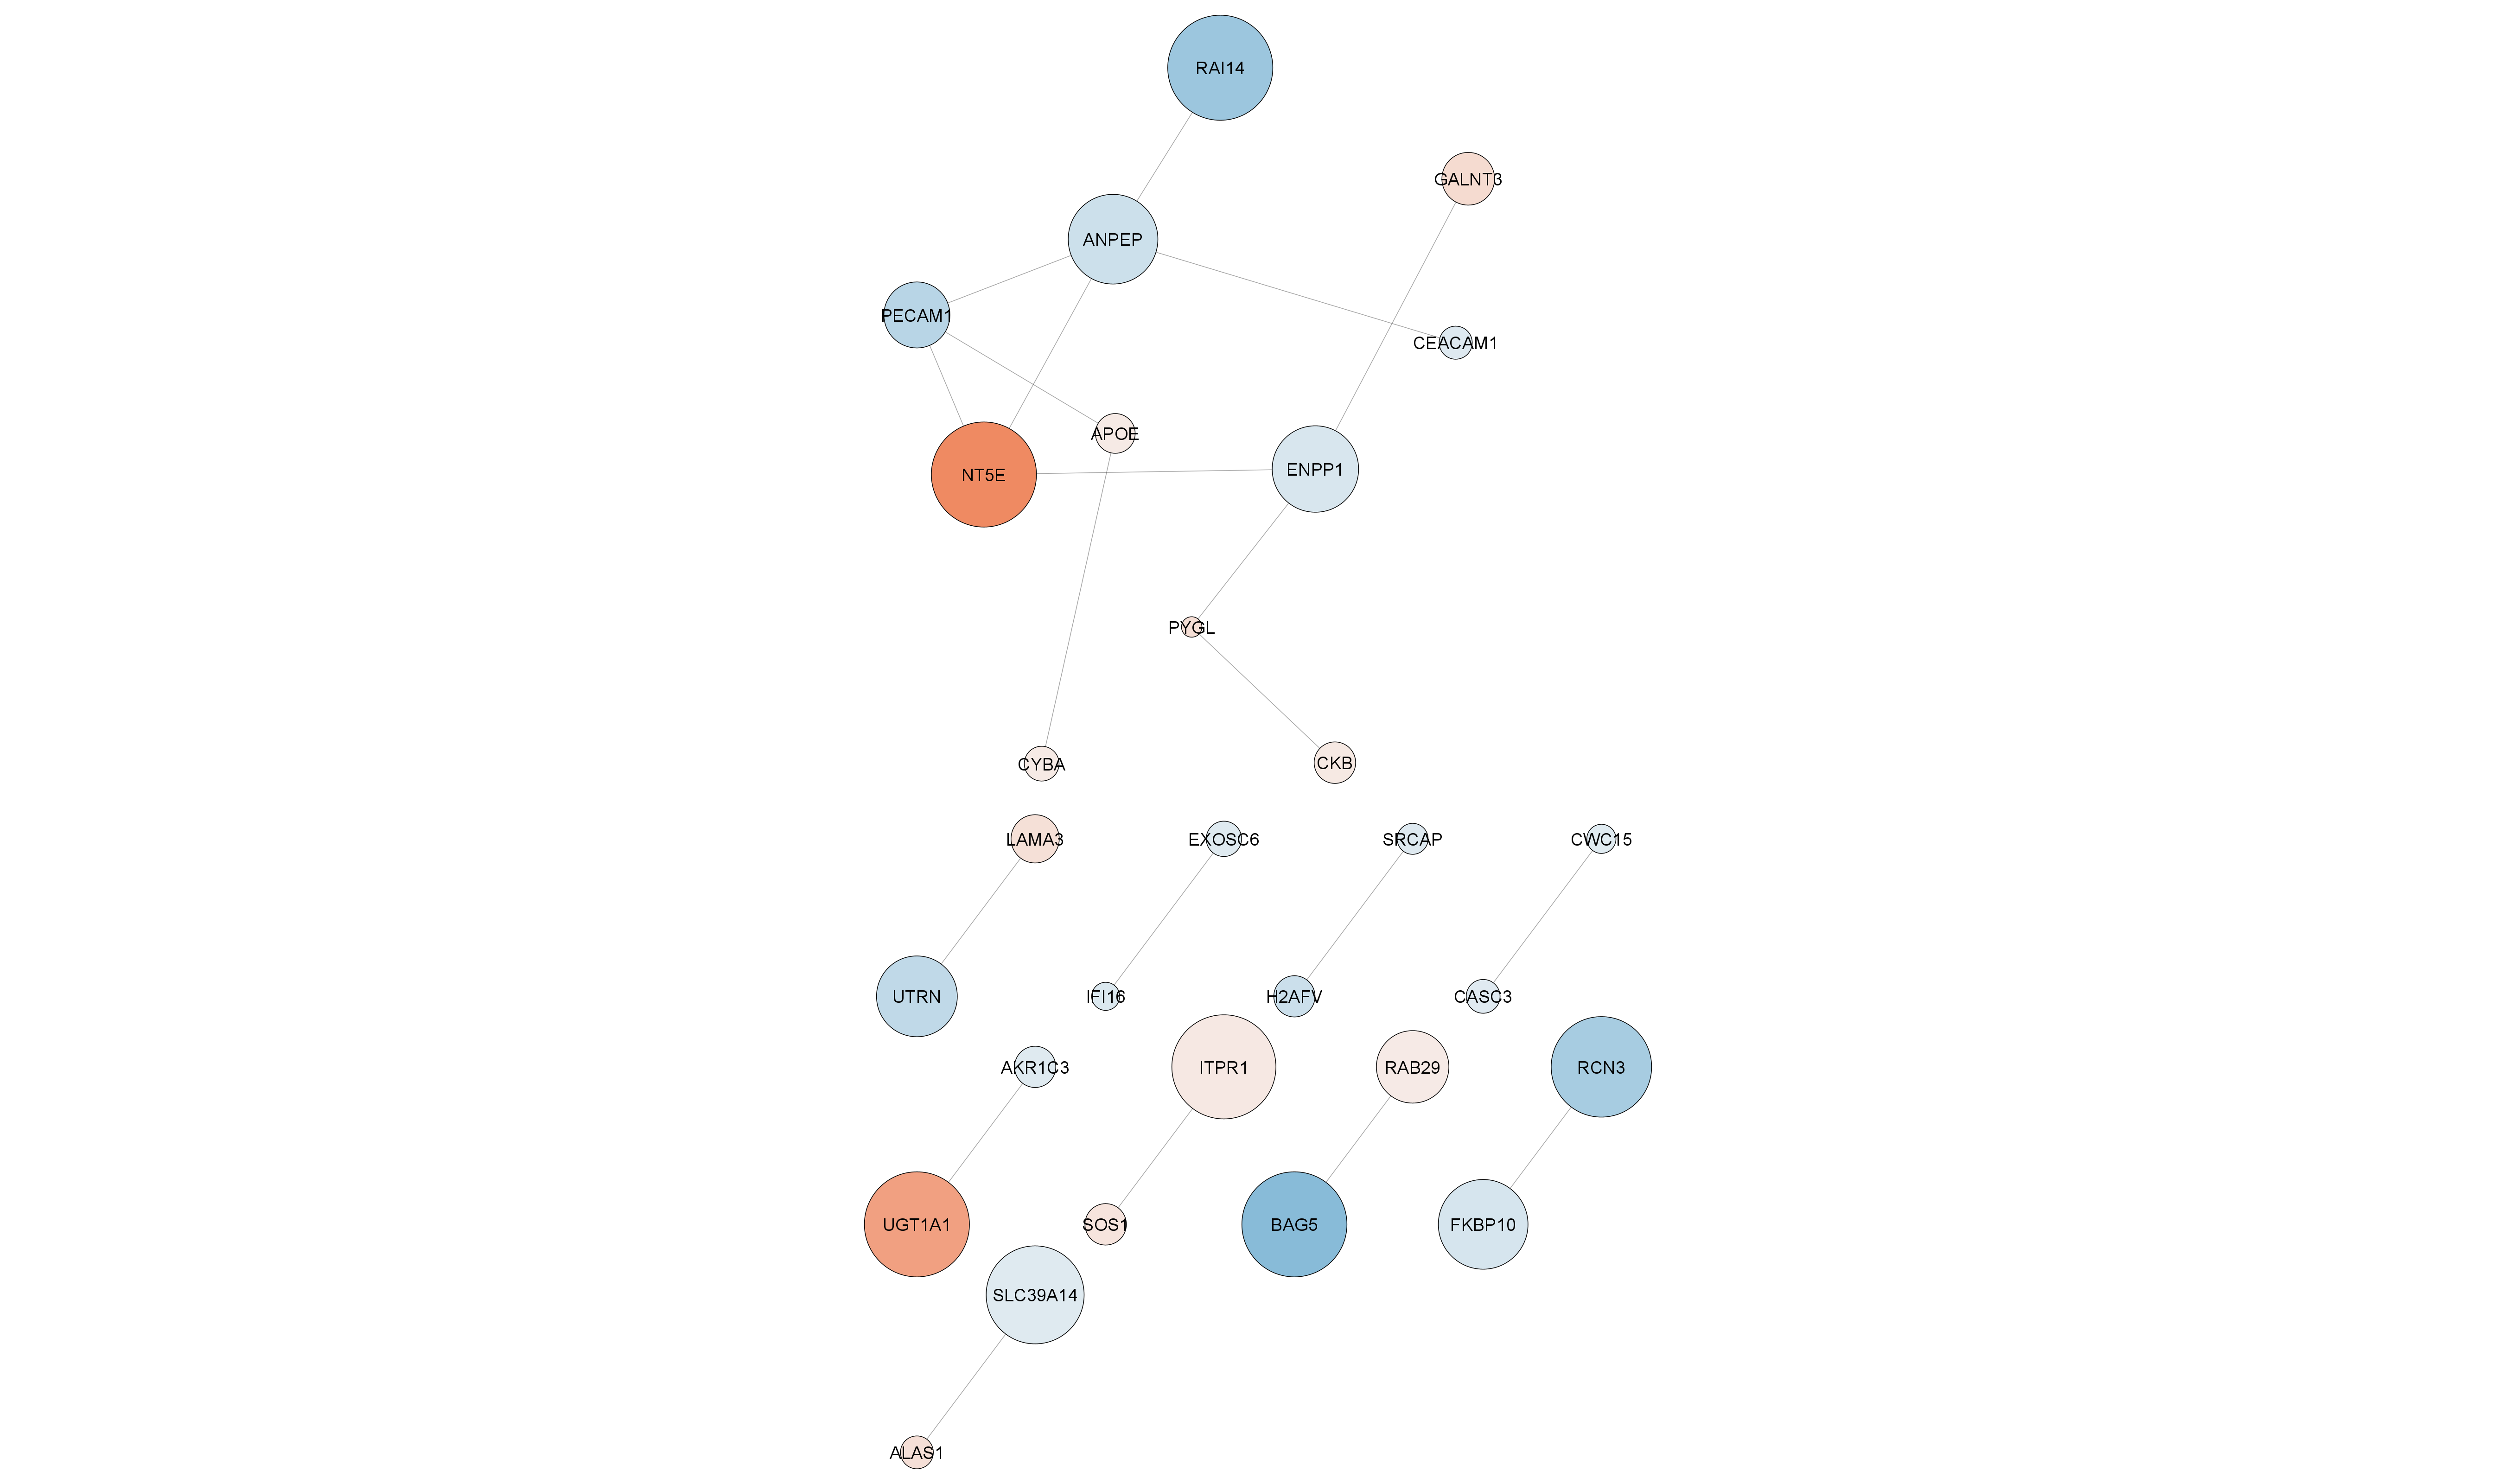 RAI14
GALNT3
ANPEP
PECAM1
CEACAM1
APOE
NT5E
ENPP1
PYGL
CYBA
CKB
LAMA3
EXOSC6
SRCAP
CWC15
UTRN
IFI16
H2AFV
CASC3
AKR1C3
ITPR1
RAB29
RCN3
UGT1A1
SOS1
BAG5
FKBP10
SLC39A14
ALAS1